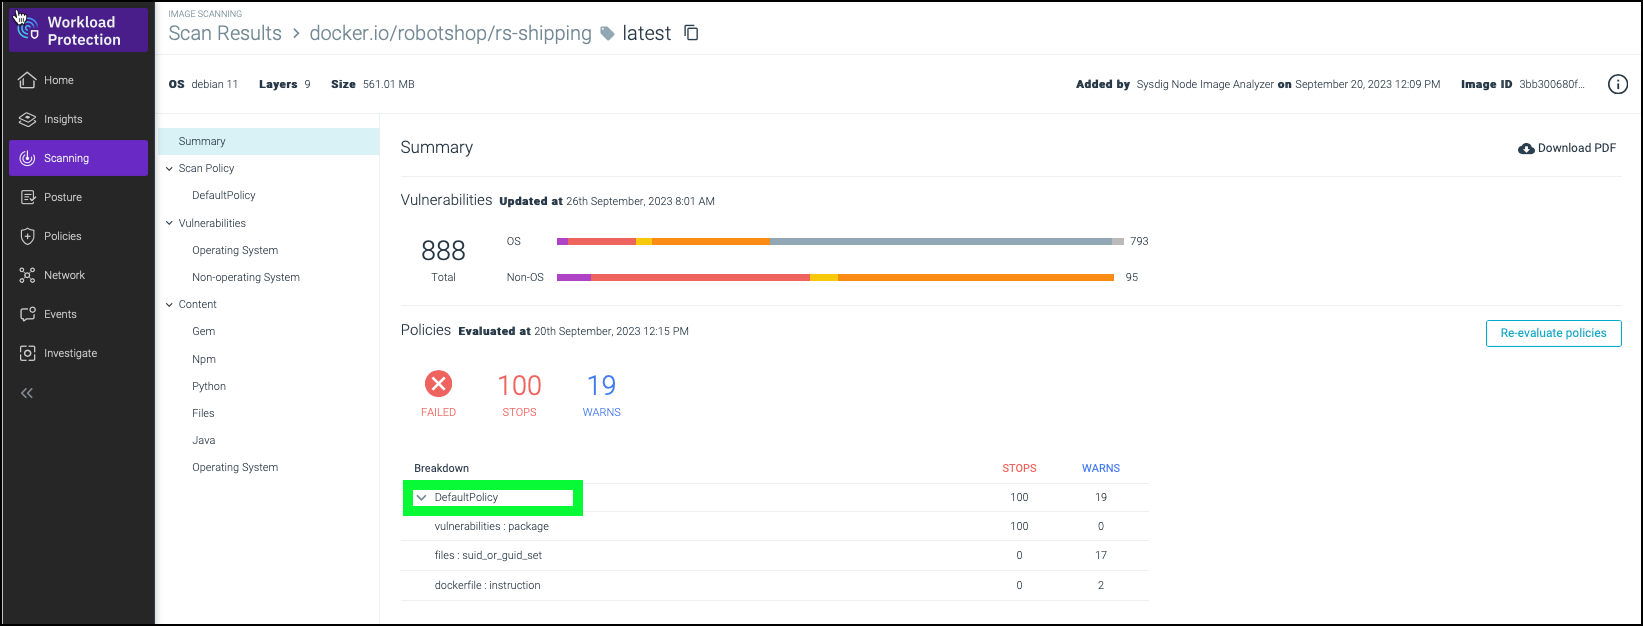 Workload
Protection
Home
Insights
Scanning
Posture
Policies
Network
Events
Investigate
IMAGE SCANNING
Scan Results > docker.io/robotshop/rs-shipping latest
OS debian 11 Layers 9 Size 561.01 MB
Added by Sysdig Node Image Analyzer on September 20, 2023 12:09 PM Image ID 3bb300680f...
Summary
Scan Policy
DefaultPolicy
Vulnerabilities
Operating System
Non-operating System
Content
Gem
Npm
Python
Files
Java
Operating System
Summary
Download PDF
Vulnerabilities Updated at 26th September, 2023 8:01 AM
888
Total
OS 793
Non-OS 95
Policies Evaluated at 20th September, 2023 12:15 PM
Re-evaluate policies
100 19
FAILED STOPS WARNS
Breakdown STOPS WARNS
DefaultPolicy 100 19
vulnerabilities : package 100 0
files : suid_or_guid_set 0 17
dockerfile : instruction 0 2